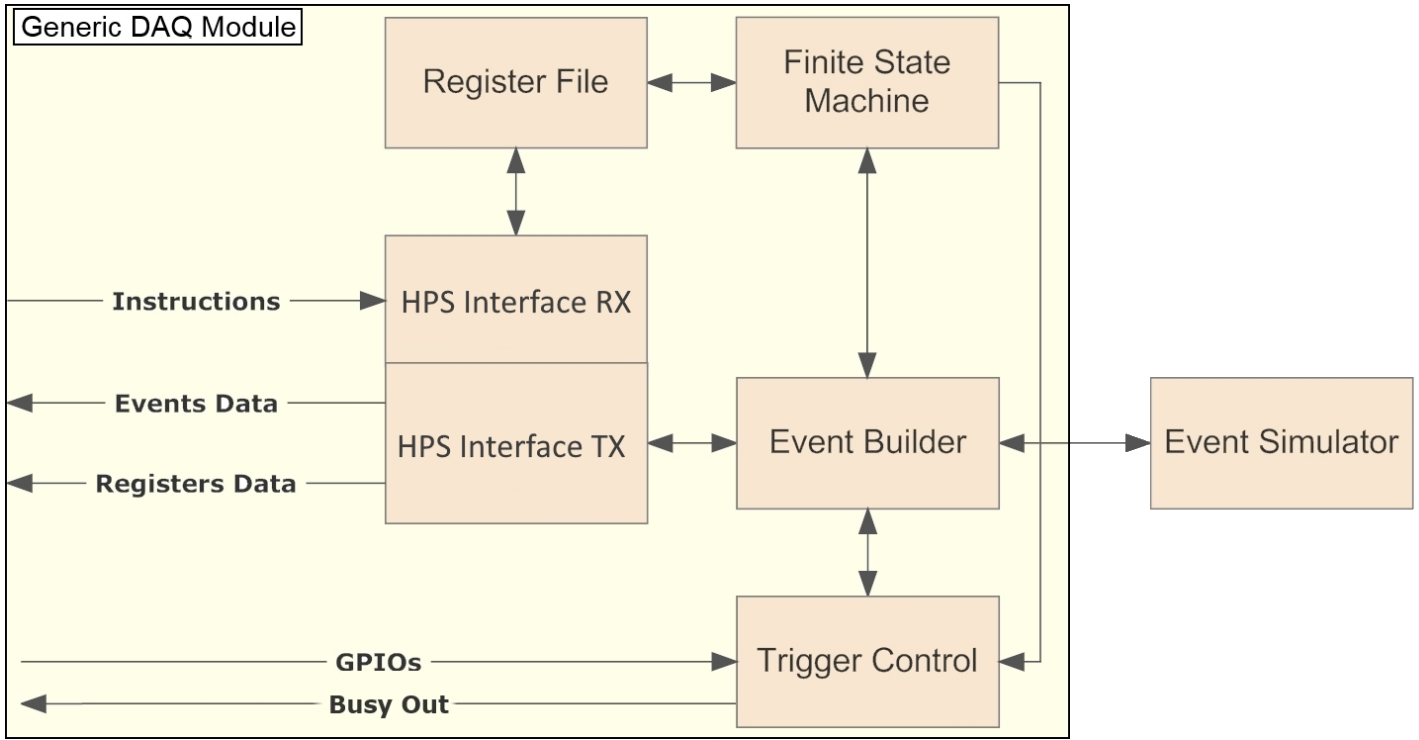 Generic DAQ Module
Register File
Finite State
Machine
Instructions
HPS Interface RX
Events Data
HPS Interface TX
Event Builder
Event Simulator
Registers Data
GPIOs
Trigger Control
Busy Out